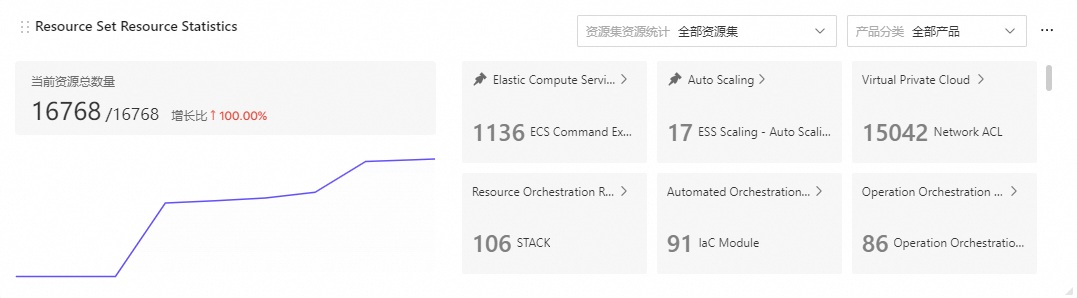 Resource Set Resource Statistics
资源集资源统计 全部资源集
产品分类 全部产品
当前资源总数量
16768 /16768 增长比↑100.00%
Elastic Compute Servi...
1136 ECS Command Ex...
Auto Scaling
17 ESS Scaling - Auto Scali...
Virtual Private Cloud
15042 Network ACL
Resource Orchestration R...
106 STACK
Automated Orchestration...
91 IaC Module
Operation Orchestration ...
86 Operation Orchestratio...